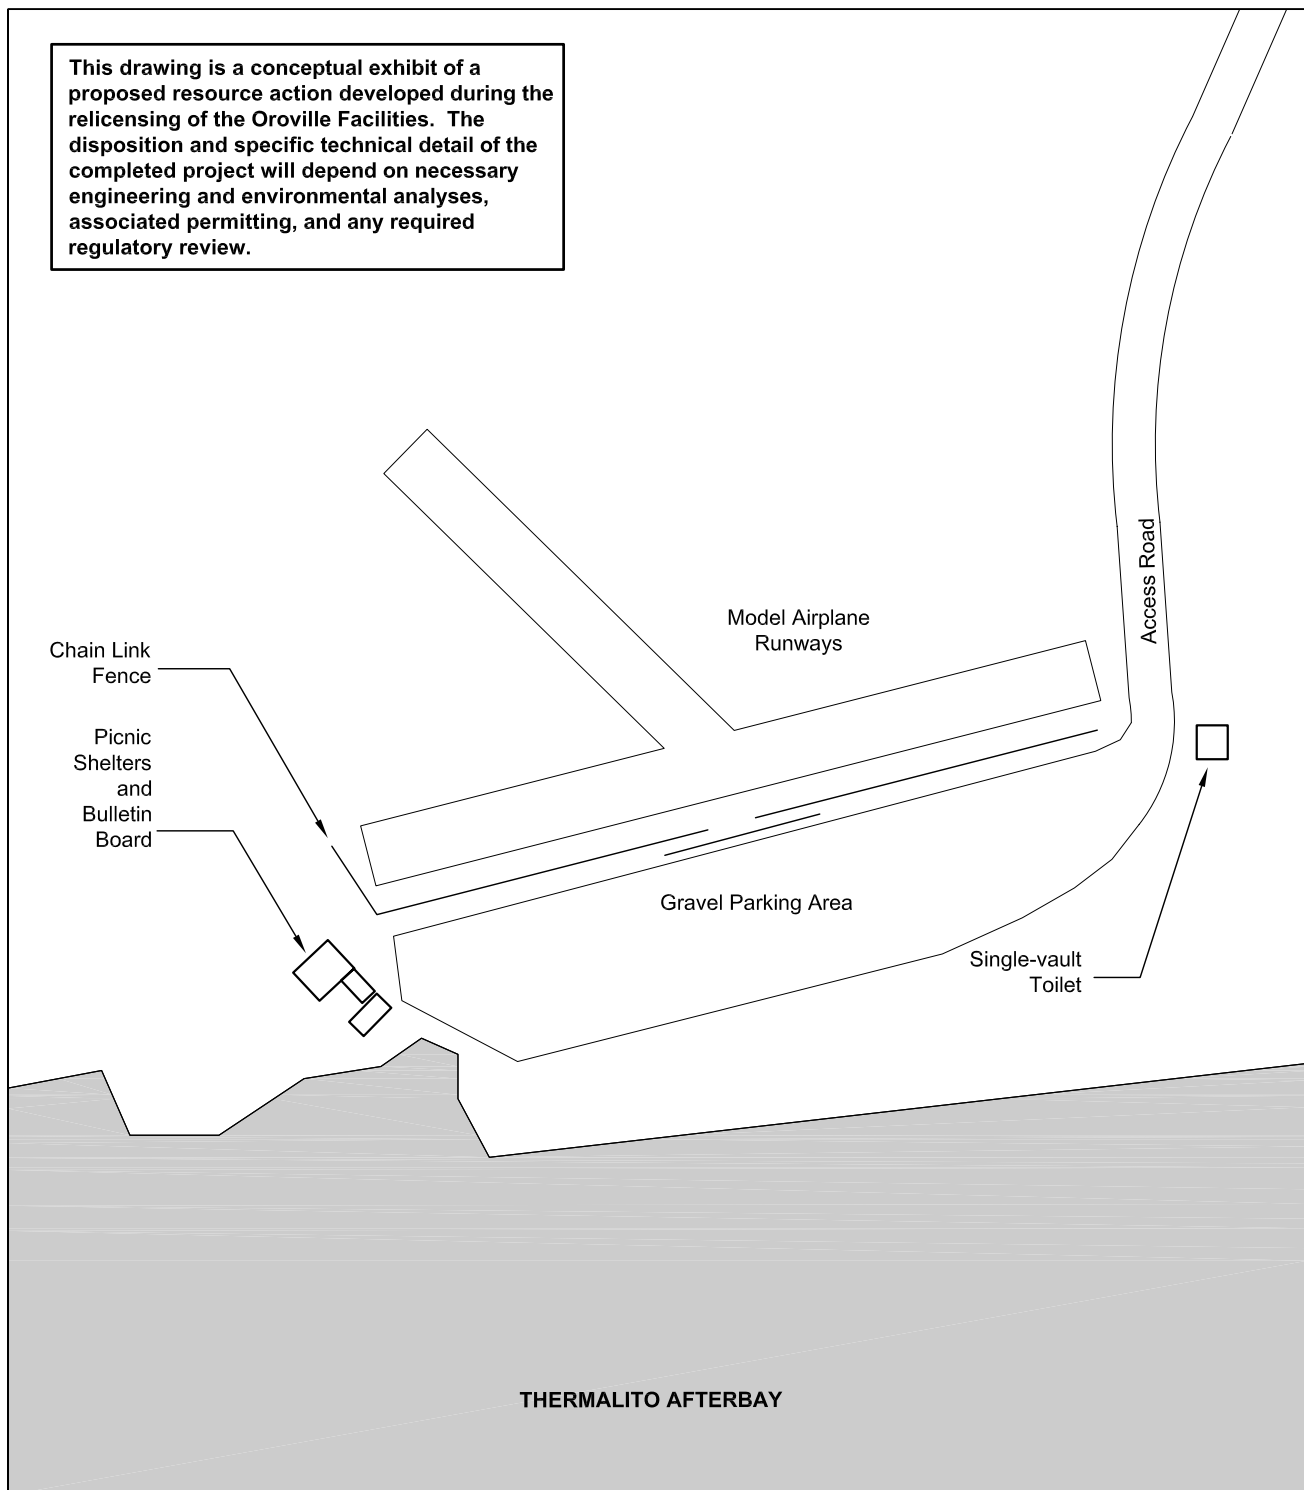 This drawing is a conceptual exhibit of a
proposed resource action developed during the
relicensing of the Oroville Facilities. The
disposition and specific technical detail of the
completed project will depend on necessary
engineering and environmental analyses,
associated permitting, and any required
regulatory review.
Access Road
Model Airplane
Runways
Chain Link
Fence
Picnic
Shelters
and
Bulletin
Board
Gravel Parking Area
Single-vault
Toilet
THERMALITO AFTERBAY